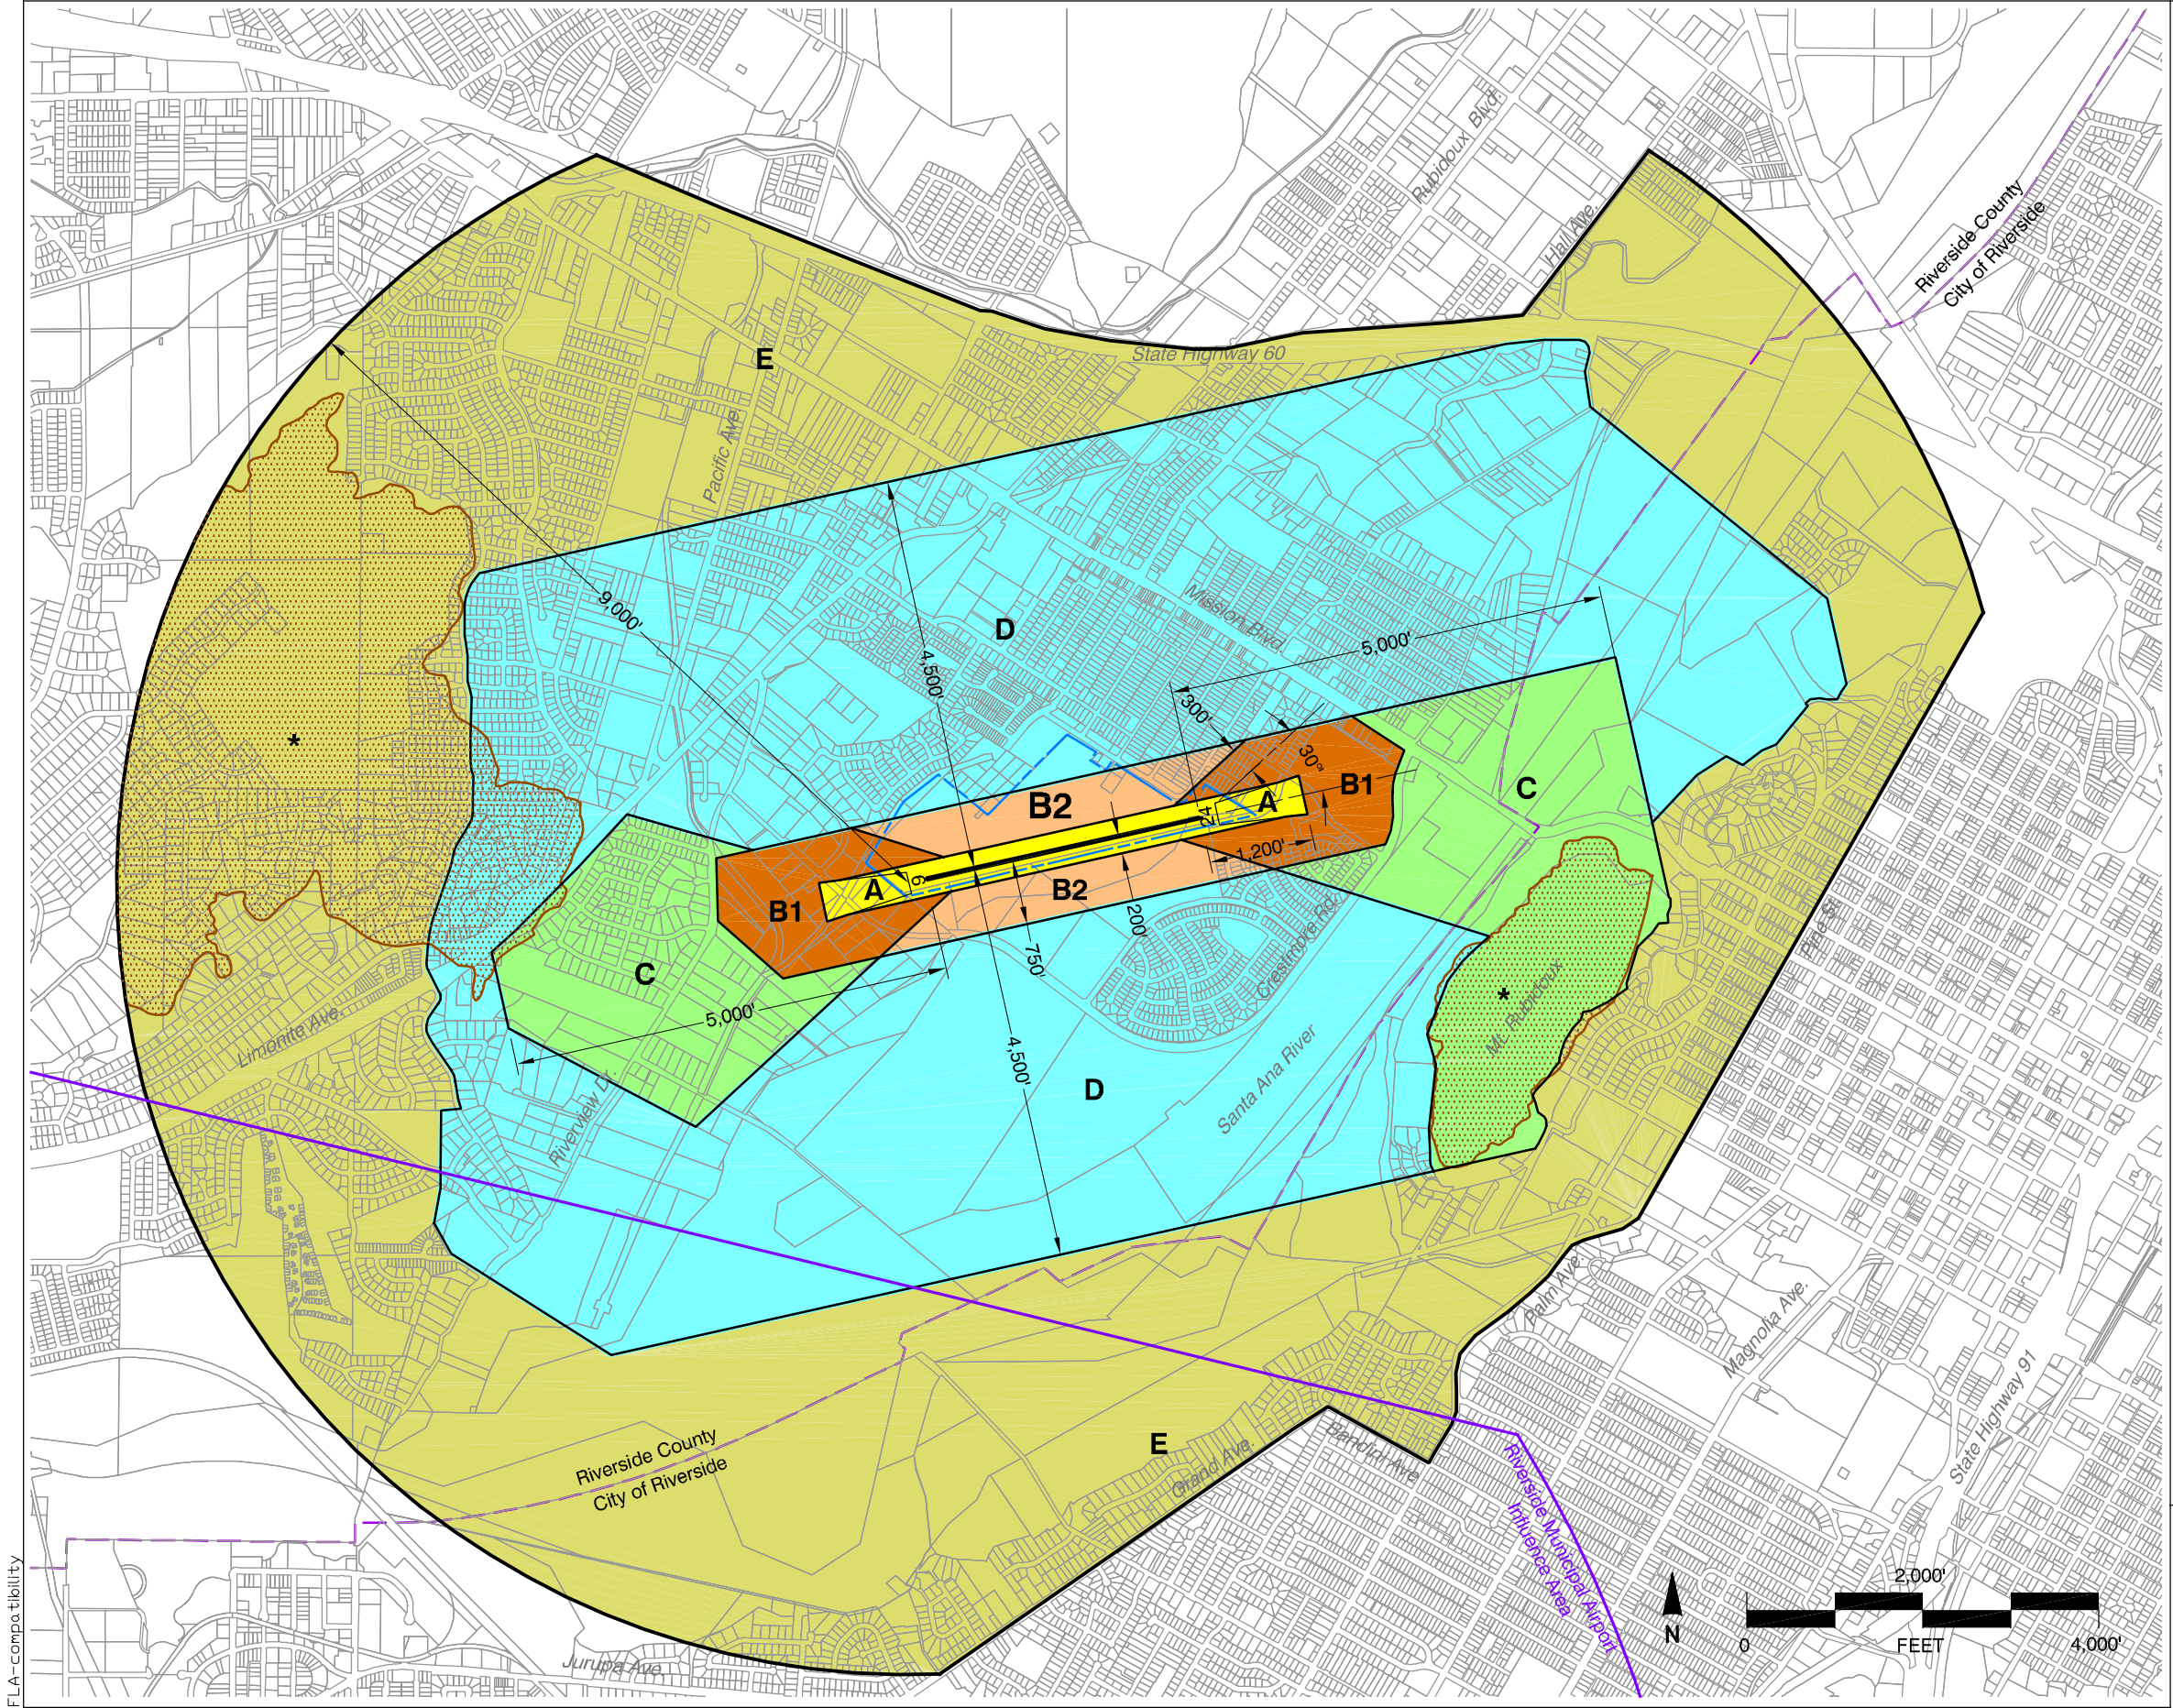 Rubidoux Blvd.
Hall Ave.
Riverside County
City of Riverside
State Highway 60
E
Pacific Ave.
9,000'
D
Mission Blvd.
4,500'
5,000'
300'
30°
*
B2
A
B1
C
24
1,200'
6
A
B2
B1
200'
750'
Crestmore Rd.
Pine St.
C
5,000'
*
Mt. Rubidoux
Limonite Ave.
4,500'
D
Santa Ana River
Riverview Dr.
Palm Ave.
Magnolia Ave.
State Highway 91
E
Riverside County
City of Riverside
Grand Ave.
Bandini Ave.
Riverside Municipal Airport
Influence Area
Jurupa Ave.
N
2,000'
0
FEET
4,000'
FLA-compatibility